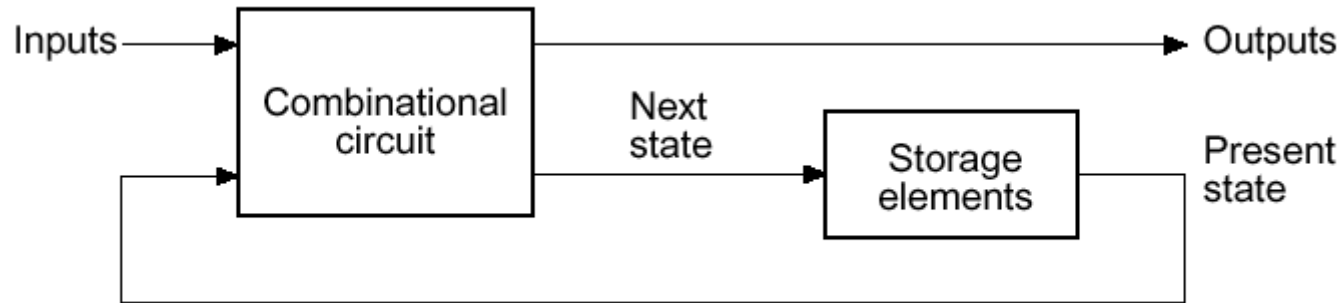 Inputs
Combinational
circuit
Outputs
Next
state
Storage
elements
Present
state